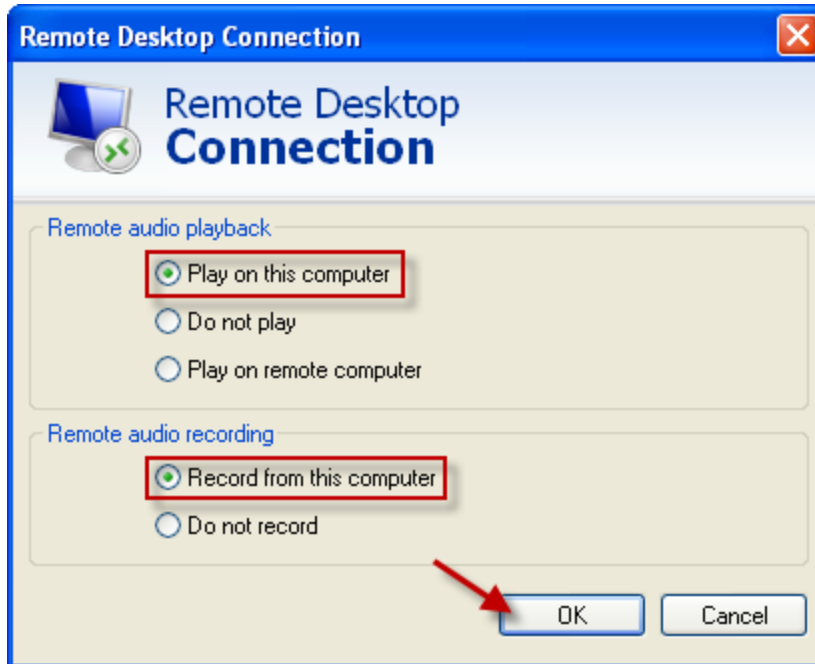 Remote Desktop Connection
Remote Desktop
Connection
Remote audio playback
Play on this computer
Do not play
Play on remote computer
Remote audio recording
Record from this computer
Do not record
OK Cancel